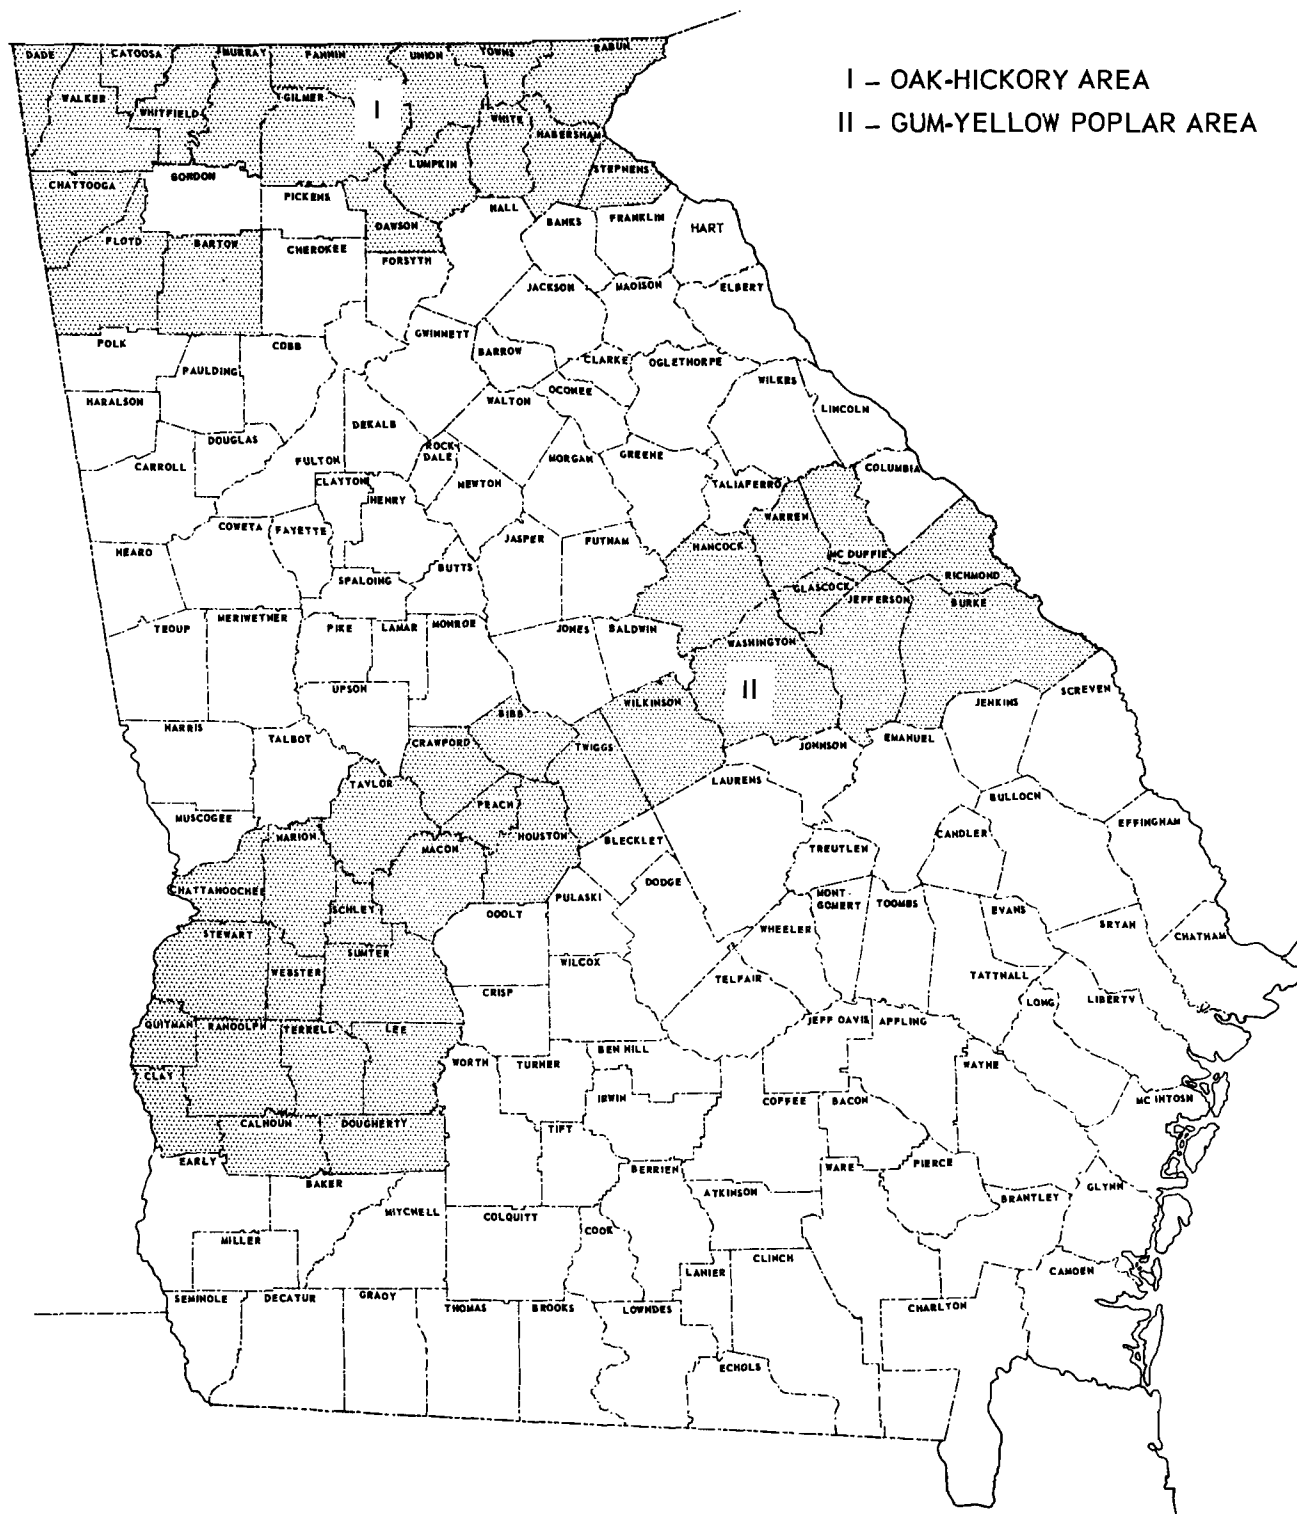 I – OAK-HICKORY AREA
II – GUM-YELLOW POPLAR AREA
DADE
CATOOSA
MURRAY
FANNIN
UNION
TOWNS
RABUN
WALKER
WHITFIELD
GILMER
I
WHITE
HABERSHAM
LUMPKIN
STEPHENS
CHATTOOGA
GORDON
PICKENS
HALL
BANKS
FRANKLIN
HART
FLOYD
BARTOW
CHEROKEE
DAWSON
FORSYTH
JACKSON
MADISON
ELBERT
POLK
COBB
GWINNETT
BARROW
CLARKE
OGLETHORPE
PAULDING
HARALSON
WALTON
OCONEE
WILKES
LINCOLN
DOUGLAS
DEKALB
ROCK
DALE
CARROLL
FULTON
CLAYTON
HENRY
NEWTON
MORGAN
GREENE
TALIAFERRO
COLUMBIA
HEARD
COWETA
FAYETTE
SPALDING
BUTTS
JASPER
PUTNAM
HANCOCK
WARREN
MC DUFFIE
GLASCOCK
JEFFERSON
RICHMOND
BURKE
TEOUP
MERIWETHER
PIKE
LAMAR
MONROE
JONES
BALDWIN
WASHINGTON
II
UPSON
WILKINSON
JENKINS
SCREVEN
HARRIS
TALBOT
CRAWFORD
BIBB
TWIGGS
JOHNSON
EMANUEL
TAYLOR
PEACH
LAURENS
BULLOCH
MUSCOGEE
MARION
MACON
HOUSTON
BLECKLET
TREUTLEN
CANDLER
EFFINGHAM
CHATTAHOOCHEE
SCHLEY
DOOLT
PULASKI
DODGE
MONT-
GOMERT
WHEELER
TOOMBS
EVANS
BRYAN
CHATHAM
STEWART
WEBSTER
SUMTER
WILCOX
TELFAIR
TATTNALL
CRISP
LONG
LIBERTY
QUITMAN
RANDOLPH
TERRELL
LEE
JEFF DAVIS
APPLING
CLAY
WORTH
TURNER
BEN HILL
WAYNE
IRWIN
COFFEE
BACON
MC INTOSH
CALHOUN
DOUGHERTY
TIFT
EARLY
BAKER
BERRIEN
ATKINSON
WARE
PIERCE
BRANTLEY
GLYNN
MITCHELL
COLQUITT
COOK
MILLER
LANIER
CLINCH
CAMDEN
SEMINOLE
DECATUR
GRADY
THOMAS
BROOKS
LOWNDES
CHARLTON
ECHOLS